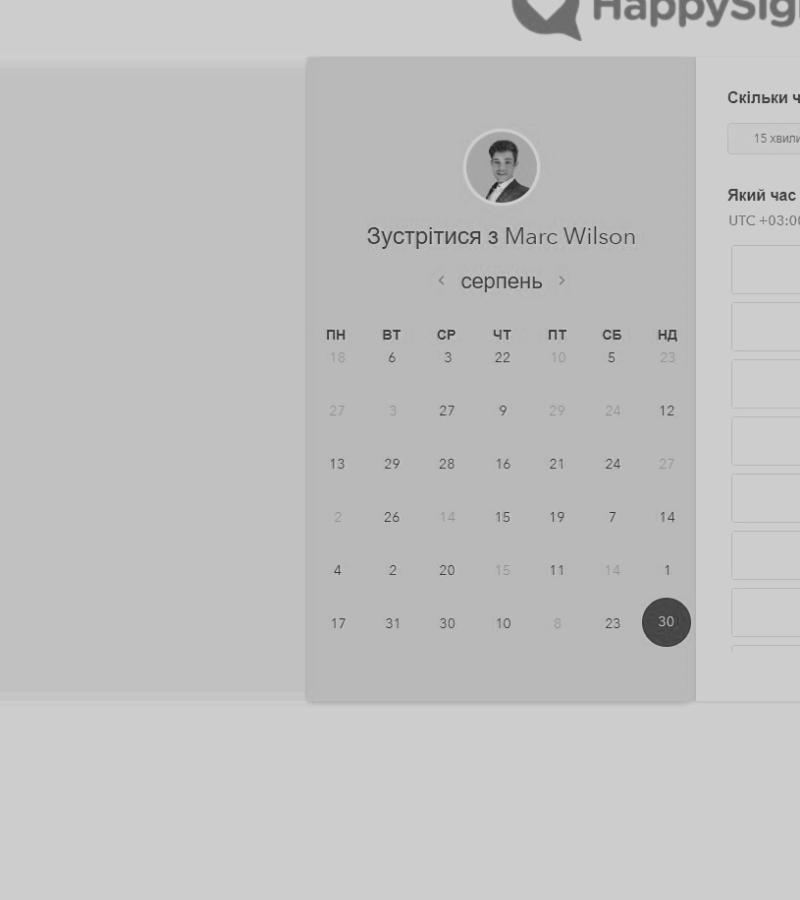 HappySig
Зустрітися з Marc Wilson
‹ серпень ›
ПН ВТ СР ЧТ ПТ СБ НД
18 6 3 22 10 5 23
27 3 27 9 29 24 12
13 29 28 16 21 24 27
2 26 14 15 19 7 14
4 2 20 15 11 14 1
17 31 30 10 8 23 30
Скільки ч
15 хвили
Який час
UTC +03:00